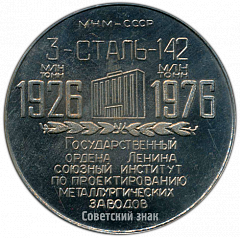 МЧМ-СССР
3-СТАЛЬ-142
МЛН ТОНН МЛН ТОНН
1926 1976
ГОСУДАРСТВЕННЫЙ
ОРДЕНА ЛЕНИНА
СОЮЗНЫЙ ИНСТИТУТ
ПО ПРОЕКТИРОВАНИЮ
МЕТАЛЛУРГИЧЕСКИХ
ЗАВОДОВ
Советский знак